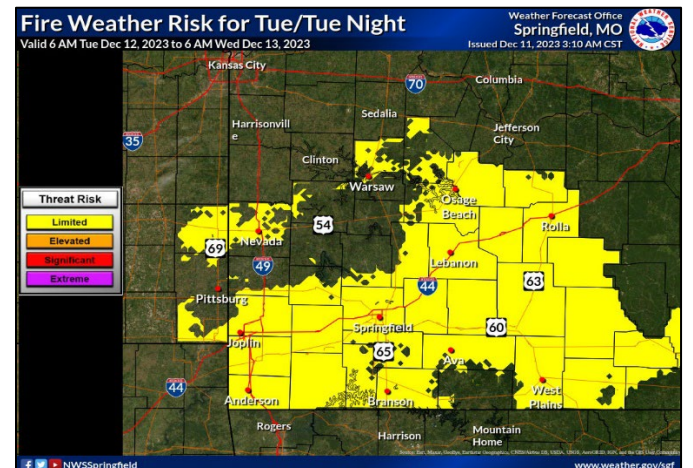 Fire Weather Risk for Tue/Tue Night
Valid 6 AM Tue Dec 12, 2023 to 6 AM Wed Dec 13, 2023
Weather Forecast Office
Springfield, MO
Issued Dec 11, 2023 3:10 AM CST
Kansas City
70
Columbia
Sedalia
35
Harrisonvill
e
Jefferson
City
Clinton
Warsaw
Threat Risk
Limited
Elevated
Significant
Extreme
Osage
Beach
54
Rolla
69
Nevada
49
Lebanon
63
Pittsburg
44
Springfield
60
Joplin
65
Ava
44
Anderson
Branson
West
Plains
Rogers
Harrison
Mountain
Home
NWSSpringfield
www.weather.gov/sgf